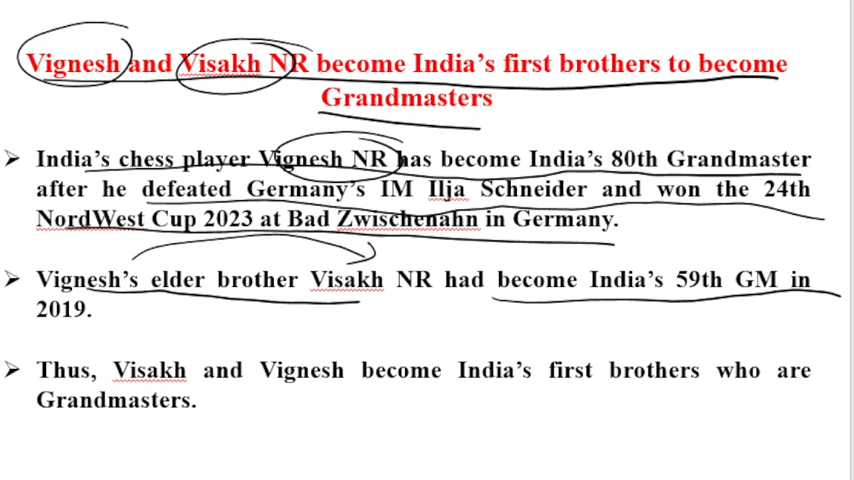 Vignesh and Visakh NR become India's first brothers to become
Grandmasters
➢ India's chess player Vignesh NR has become India's 80th Grandmaster
after he defeated Germany's IM Ilja Schneider and won the 24th
NordWest Cup 2023 at Bad Zwischenahn in Germany.
➢ Vignesh's elder brother Visakh NR had become India's 59th GM in
2019.
➢ Thus, Visakh and Vignesh become India's first brothers who are
Grandmasters.